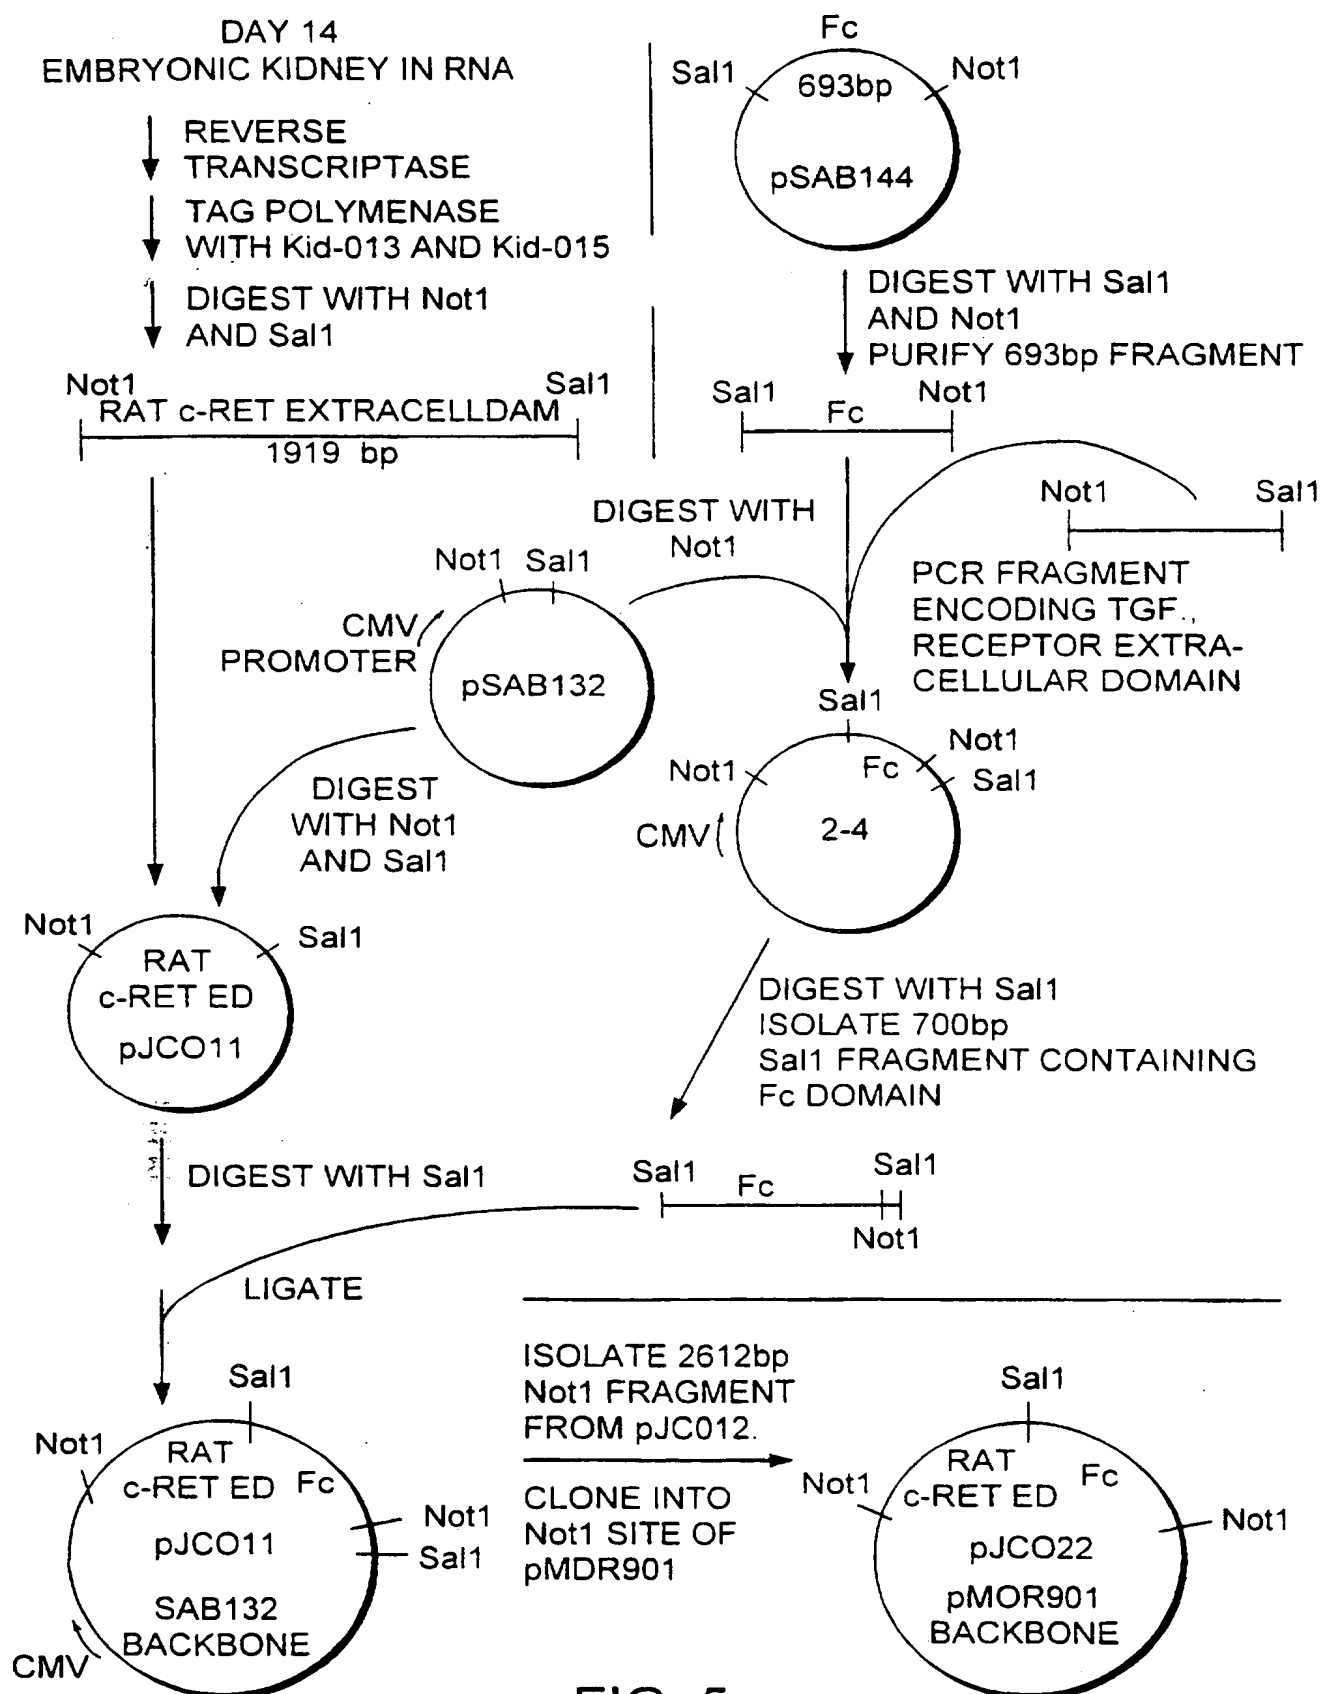 DAY 14
EMBRYONIC KIDNEY IN RNA
REVERSE
TRANSCRIPTASE
TAG POLYMENASE
WITH Kid-013 AND Kid-015
DIGEST WITH Not1
AND Sal1
Not1
Sal1
RAT c-RET EXTRACELLDAM
1919 bp
Fc
Sal1
693bp
Not1
pSAB144
DIGEST WITH Sal1
AND Not1
PURIFY 693bp FRAGMENT
Sal1
Fc
Not1
Not1
Sal1
PCR FRAGMENT
ENCODING TGF.,
RECEPTOR EXTRA-
CELLULAR DOMAIN
DIGEST WITH
Not1
Not1
Sal1
CMV
PROMOTER
pSAB132
DIGEST
WITH Not1
AND Sal1
Sal1
Not1
Fc
Not1
Sal1
CMV
2-4
Not1
Sal1
RAT
c-RET ED
pJCO11
DIGEST WITH Sal1
ISOLATE 700bp
Sal1 FRAGMENT CONTAINING
Fc DOMAIN
DIGEST WITH Sal1
Sal1
Fc
Sal1
Not1
LIGATE
Sal1
Not1
RAT
c-RET ED
Fc
Not1
Sal1
pJCO11
SAB132
BACKBONE
CMV
ISOLATE 2612bp
Not1 FRAGMENT
FROM pJC012.
CLONE INTO
Not1 SITE OF
pMDR901
Sal1
Not1
RAT
c-RET ED
Fc
Not1
pJCO22
pMOR901
BACKBONE